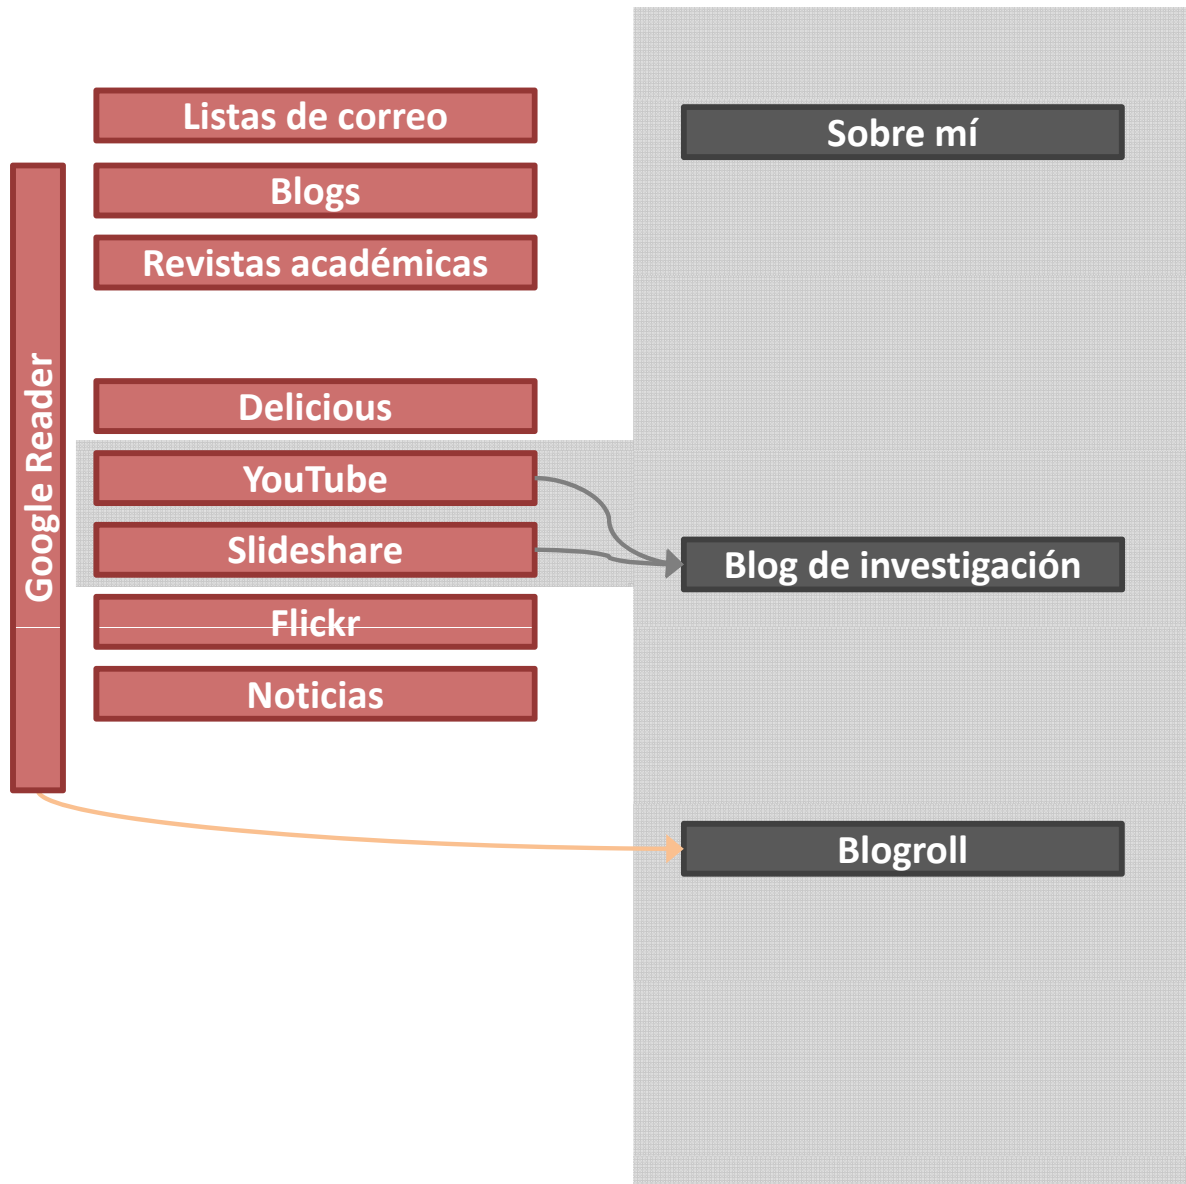 Listas de correo
Blogs
Revistas académicas
Google Reader
Delicious
YouTube
Slideshare
Flickr
Noticias
Sobre mí
Blog de investigación
Blogroll